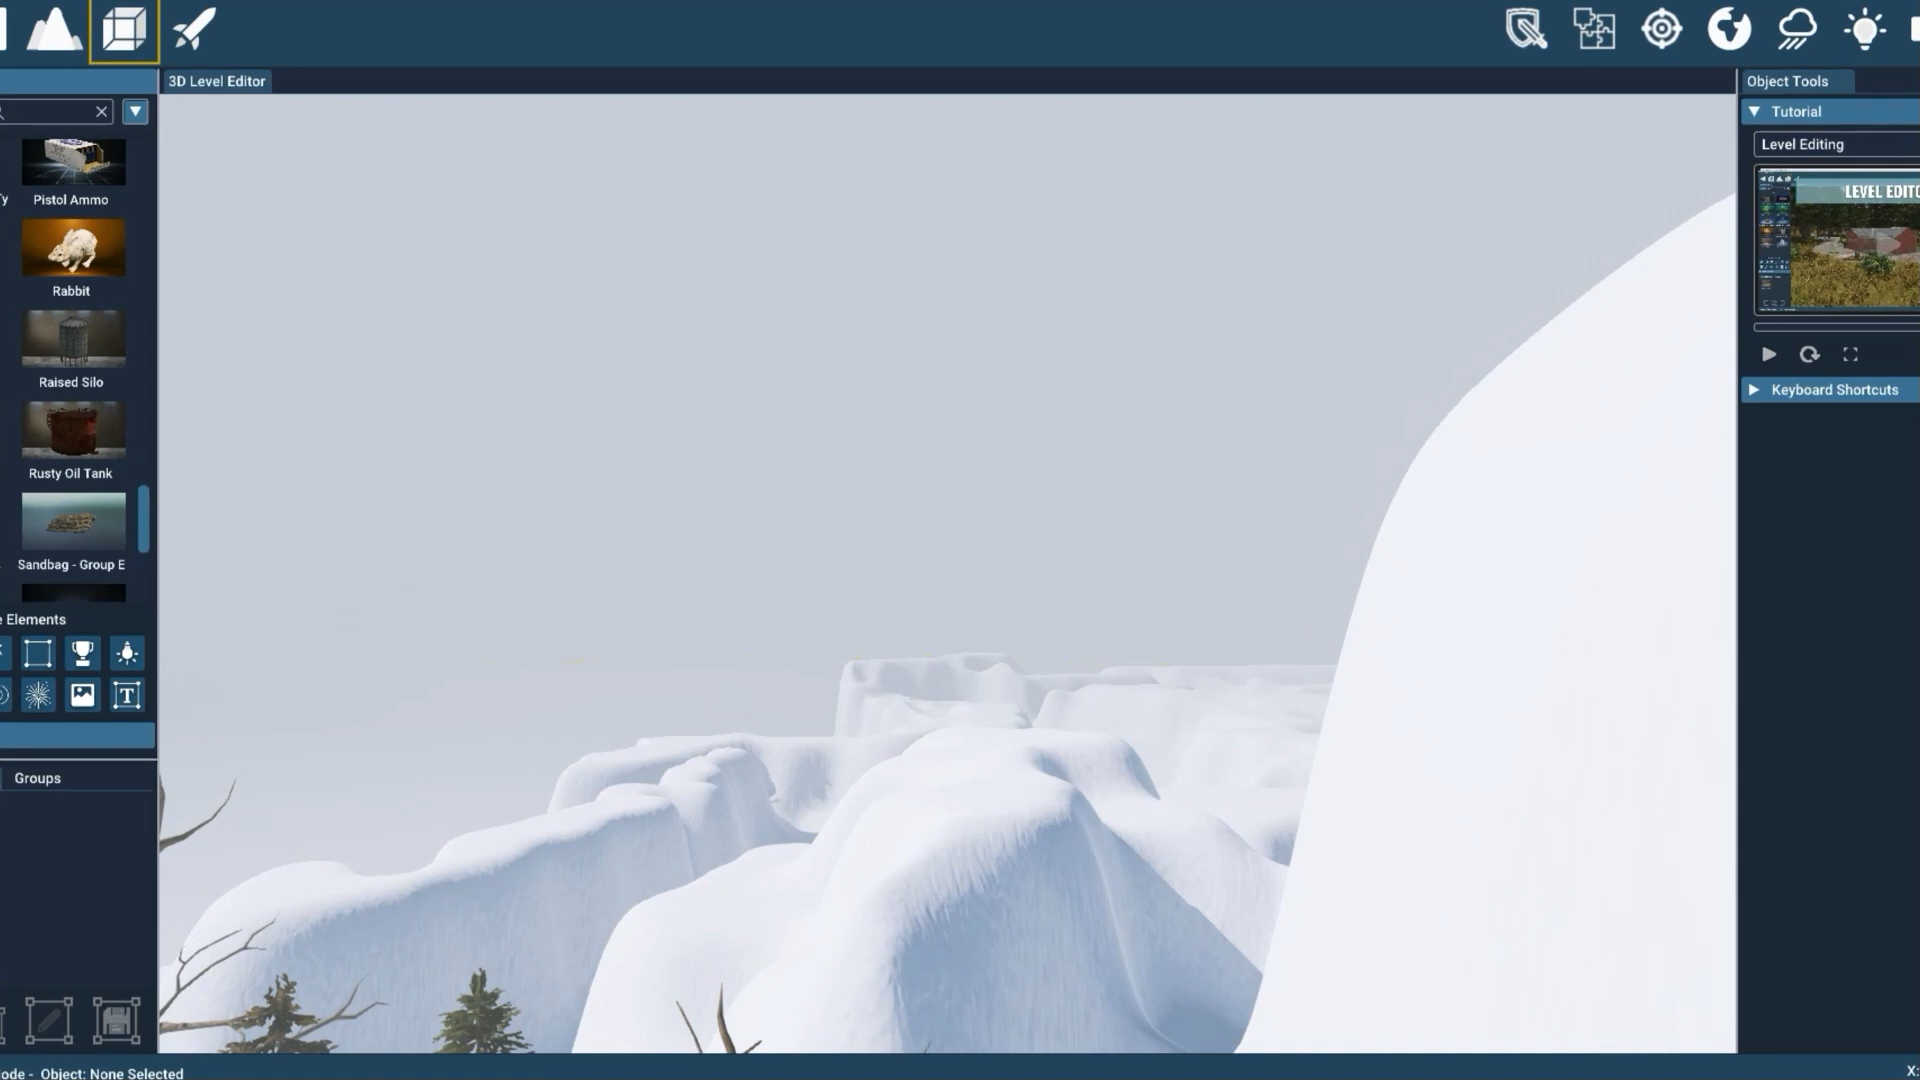 3D Level Editor
Object Tools
Tutorial
Level Editing
LEVEL EDITO
Keyboard Shortcuts
Pistol Ammo
Rabbit
Raised Silo
Rusty Oil Tank
Sandbag - Group E
e Elements
Groups
ode - Object: None Selected
X: